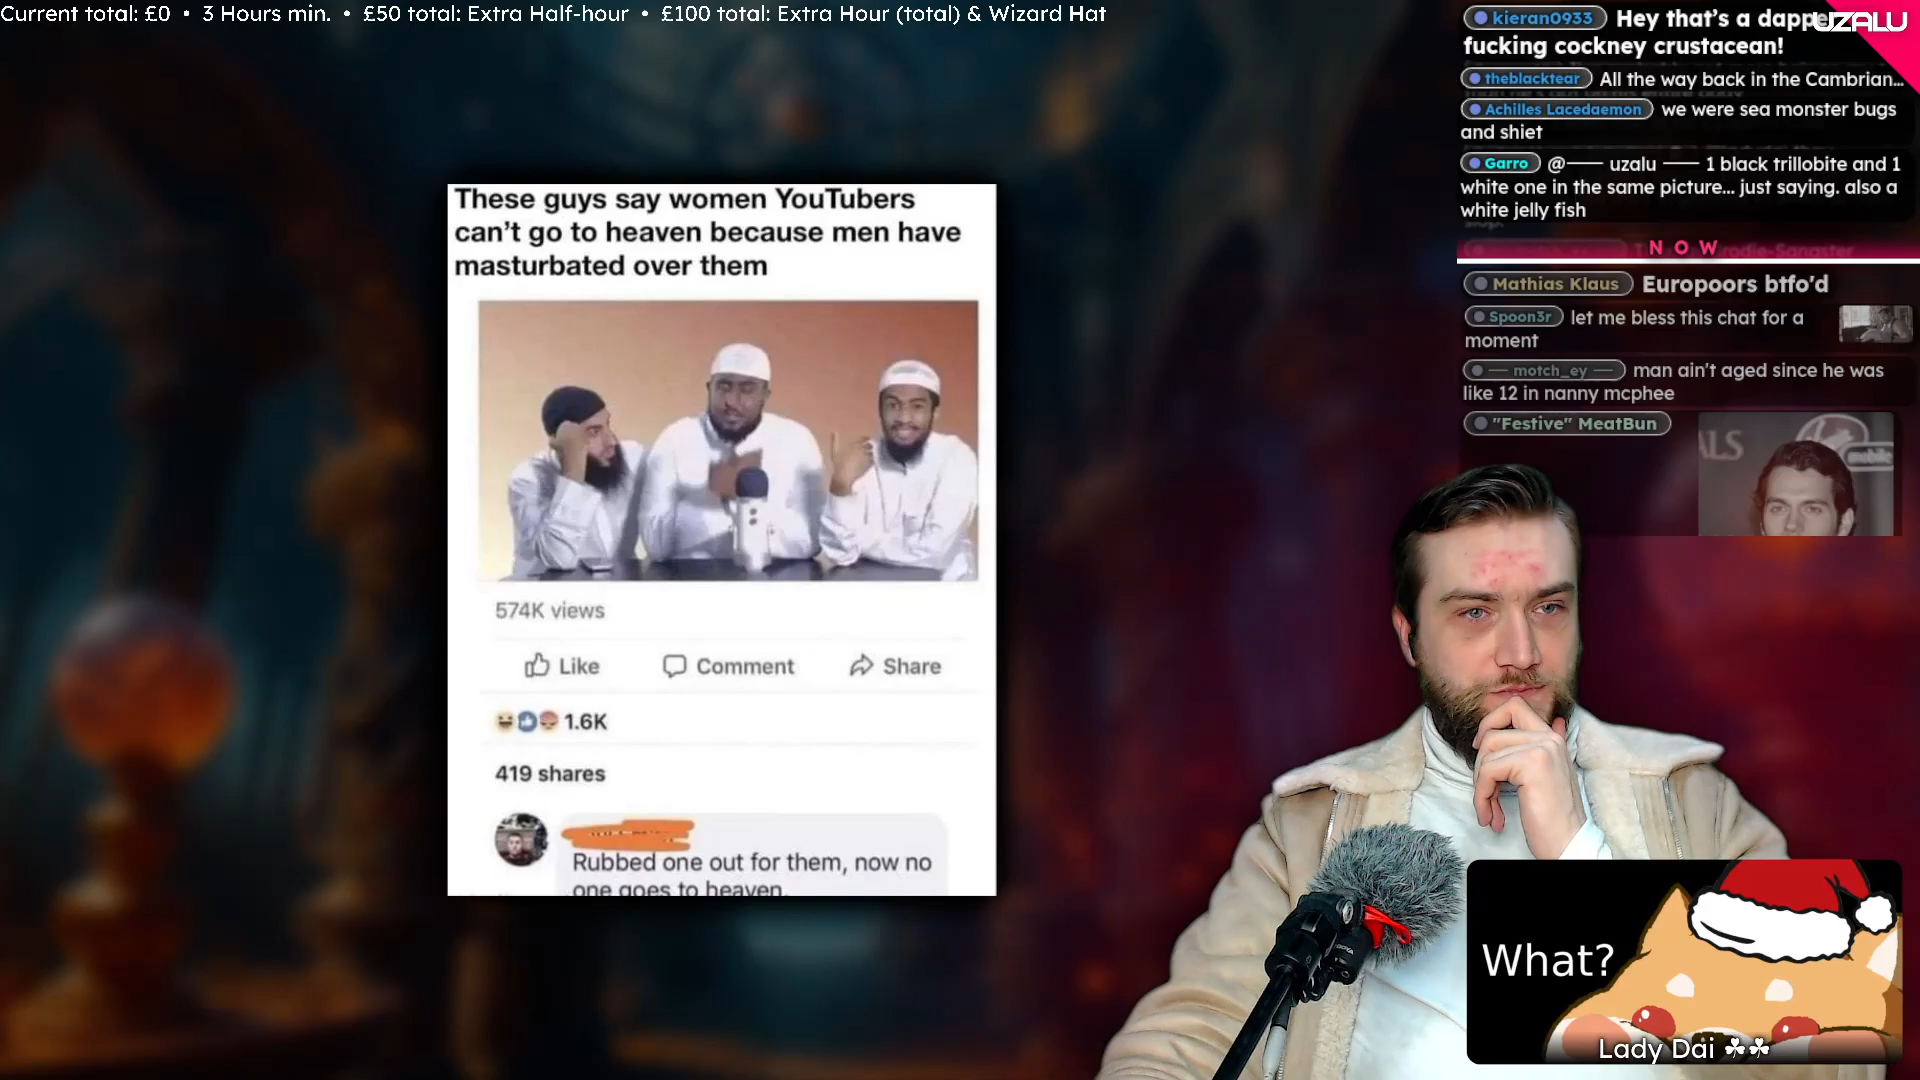 Current total: £0 • 3 Hours min. • £50 total: Extra Half-hour • £100 total: Extra Hour (total) & Wizard Hat
These guys say women YouTubers
can't go to heaven because men have
masturbated over them
574K views
Like Comment Share
1.6K
419 shares
Rubbed one out for them, now no
one goes to heaven.
UZALU
kieran0933 Hey that's a dappe
fucking cockney crustacean!
theblacktear All the way back in the Cambrian...
Achilles Lacedaemon we were sea monster bugs
and shiet
Garro @—— uzalu —— 1 black trillobite and 1
white one in the same picture... just saying. also a
white jelly fish
NOW
Mathias Klaus Europoors btfo'd
Spoon3r let me bless this chat for a
moment
— motch_ey — man ain't aged since he was
like 12 in nanny mcphee
"Festive" MeatBun
ALS
mobile
What?
Lady Dai ☘☘